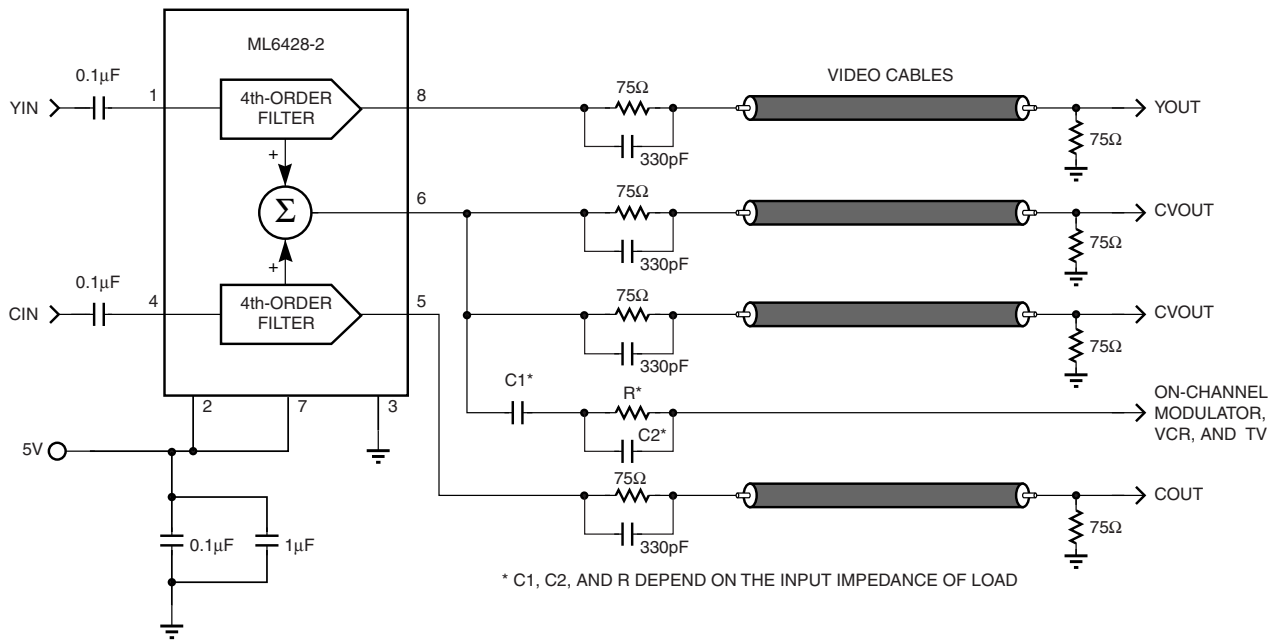 ML6428-2
0.1µF
YIN
1
4th-ORDER
FILTER
8
75Ω
330pF
VIDEO CABLES
YOUT
75Ω
+
Σ
6
75Ω
330pF
CVOUT
75Ω
+
0.1µF
CIN
4
4th-ORDER
FILTER
5
75Ω
330pF
CVOUT
75Ω
C1*
R*
C2*
ON-CHANNEL
MODULATOR,
VCR, AND TV
2
7
3
5V
75Ω
330pF
COUT
75Ω
0.1µF
1µF
* C1, C2, AND R DEPEND ON THE INPUT IMPEDANCE OF LOAD